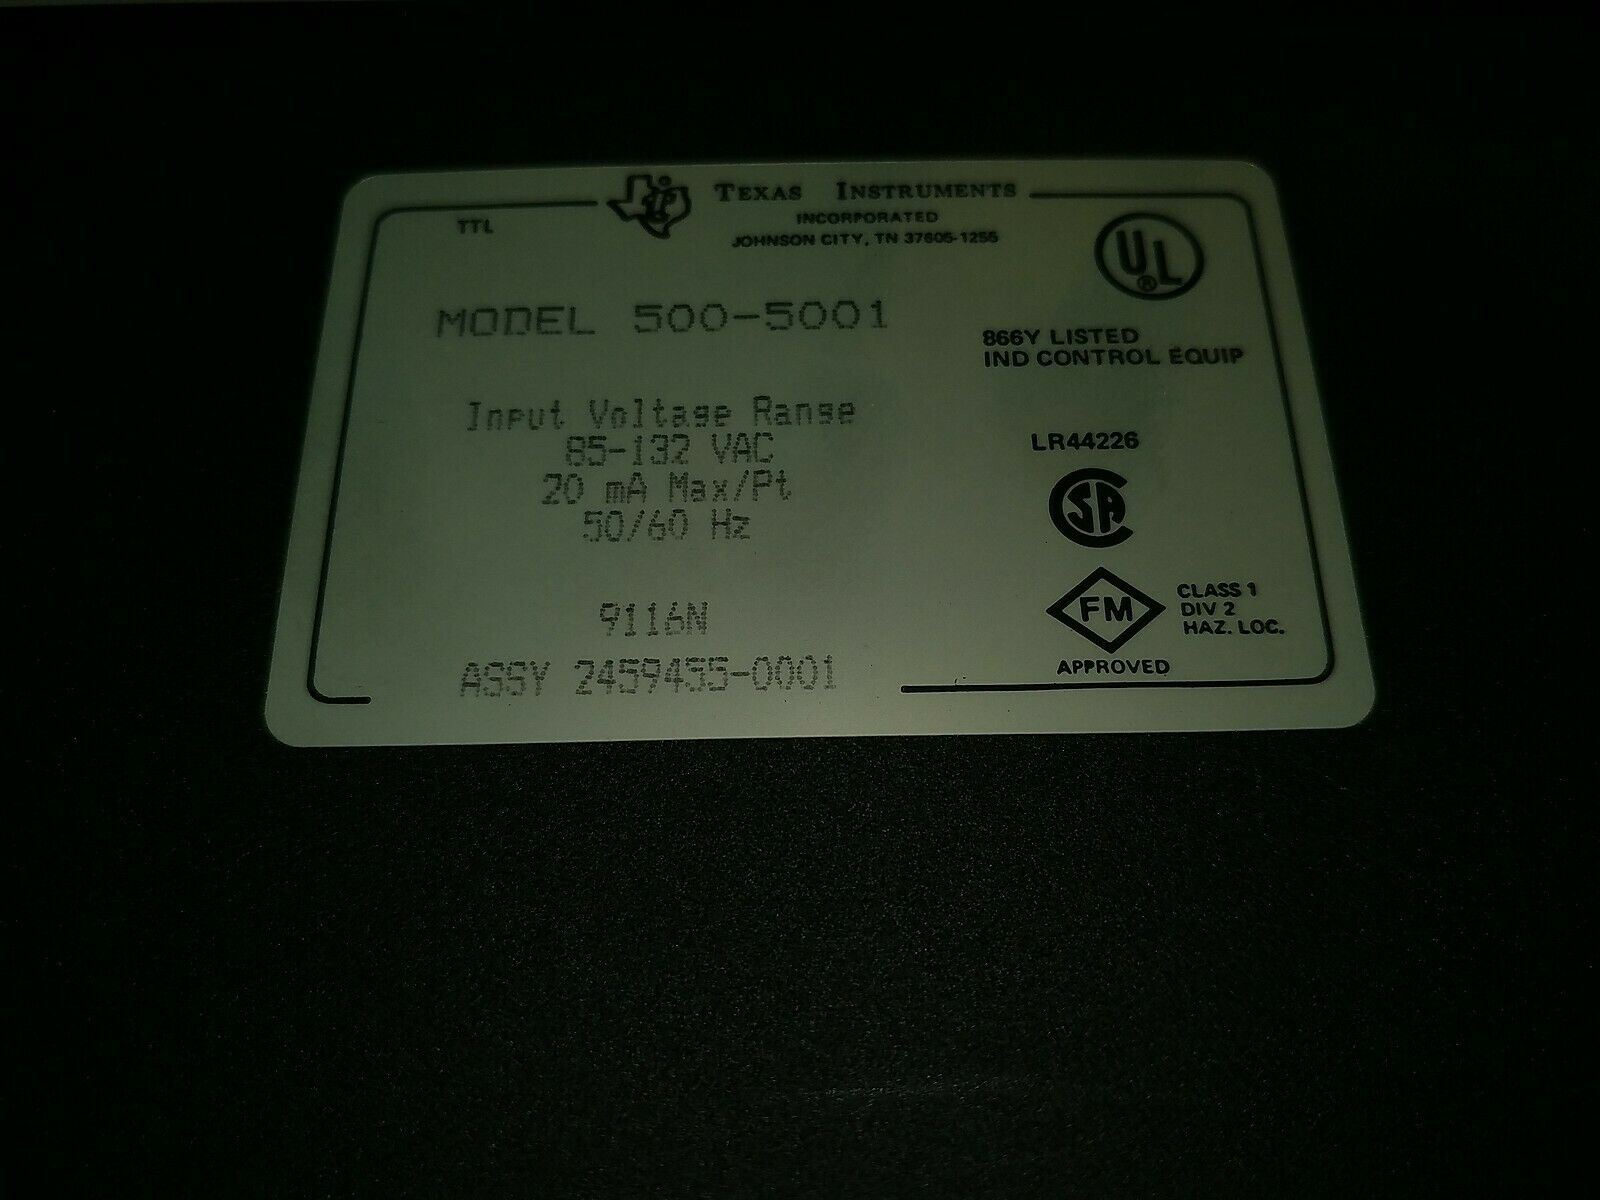 TTL
TEXAS INSTRUMENTS
INCORPORATED
JOHNSON CITY, TN 37605-1255
UL
®
MODEL 500-5001
866Y LISTED
IND CONTROL EQUIP
Input Voltage Range
85-132 VAC
20 mA Max/Pt
50/60 Hz
LR44226
CSA
9116N
ASSY 2459455-0001
FM
CLASS 1
DIV 2
HAZ. LOC.
APPROVED